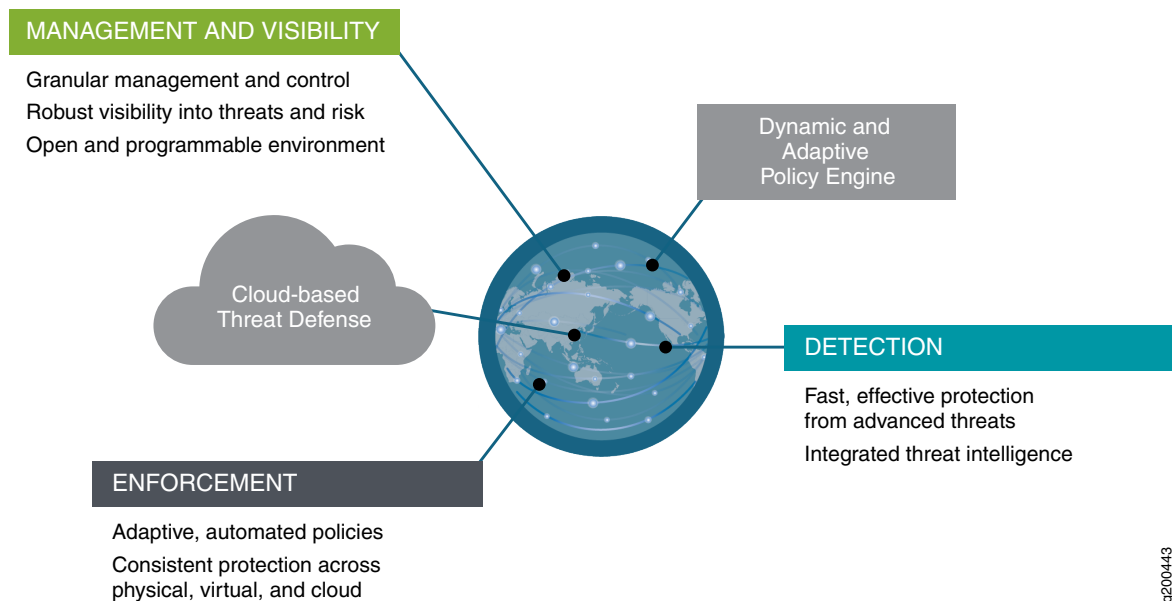 MANAGEMENT AND VISIBILITY
Granular management and control
Robust visibility into threats and risk
Open and programmable environment
Dynamic and
Adaptive
Policy Engine
Cloud-based
Threat Defense
DETECTION
Fast, effective protection
from advanced threats
Integrated threat intelligence
ENFORCEMENT
Adaptive, automated policies
Consistent protection across
physical, virtual, and cloud
g200443